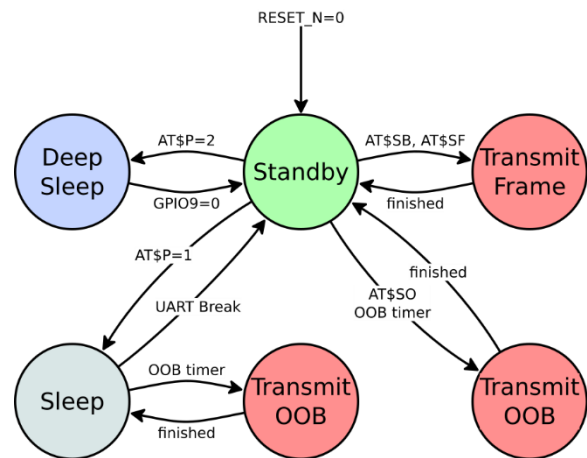 RESET_N=0
AT$P=2
AT$SB, AT$SF
Deep
Sleep
Standby
Transmit
Frame
GPIO9=0
finished
AT$P=1
finished
AT$SO
OOB timer
UART Break
OOB timer
Sleep
Transmit
OOB
Transmit
OOB
finished